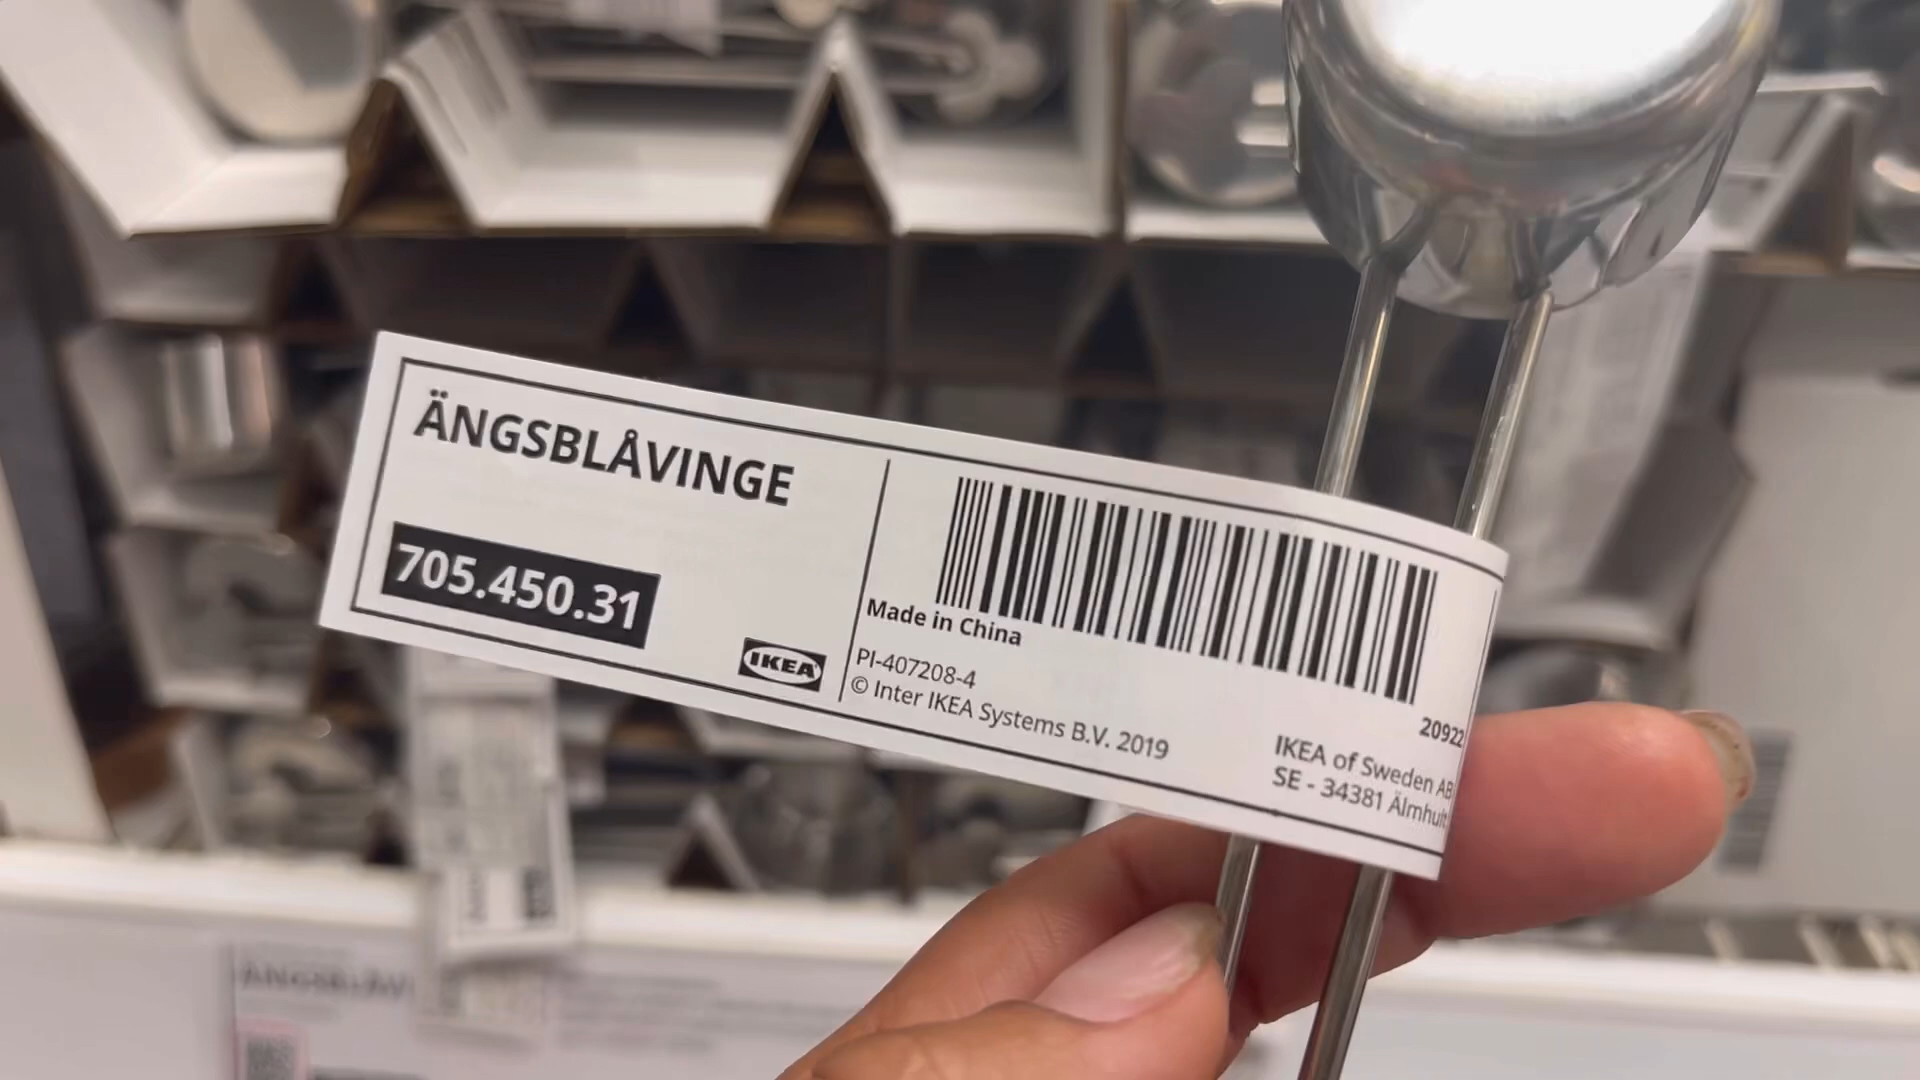 ÄNGSBLÅVINGE
705.450.31
IKEA
Made in China
PI-407208-4
© Inter IKEA Systems B.V. 2019
20922
IKEA of Sweden AB
SE - 34381 Älmhult